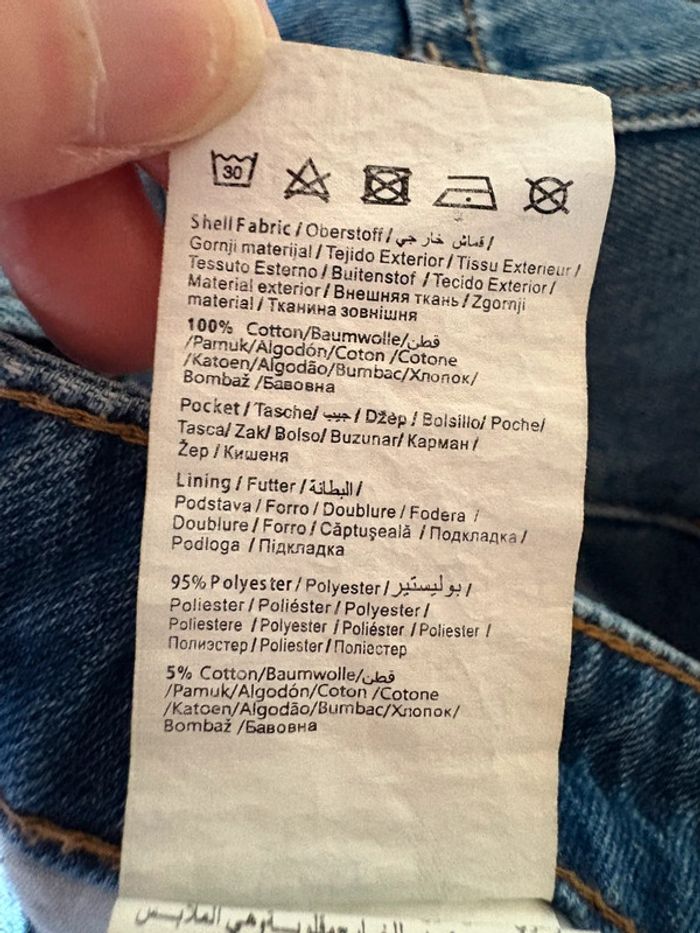 30
Shell Fabric / Oberstoff / قماش خارجي /
Gornji materijal / Tejido Exterior / Tissu Exterieur /
Tessuto Esterno / Buitenstof / Tecido Exterior /
Material exterior / Внешняя ткань / Zgornji
material / Тканина зовнішня
100% Cotton/Baumwolle/قطن
/Pamuk/Algodón/Coton /Cotone
/Katoen/Algodão/Bumbac/Хлопок/
Bombaž /Бавовна
Pocket / Tasche/ جيب / Džep / Bolsillo/ Poche/
Tasca/ Zak/ Bolso/ Buzunar/ Карман /
Žep / Кишеня
Lining / Futter / البطانة /
Podstava / Forro / Doublure / Fodera /
Doublure / Forro / Căptuşeală / Подкладка /
Podloga / Підкладка
95% Polyester / Polyester / بوليستير /
Poliester / Poliéster / Polyester /
Poliestere / Polyester / Poliéster / Poliester /
Полиэстер / Poliester / Поліестер
5% Cotton/Baumwolle/قطن
/Pamuk/Algodón/Coton /Cotone
/Katoen/Algodão/Bumbac/Хлопок/
Bombaž /Бавовна